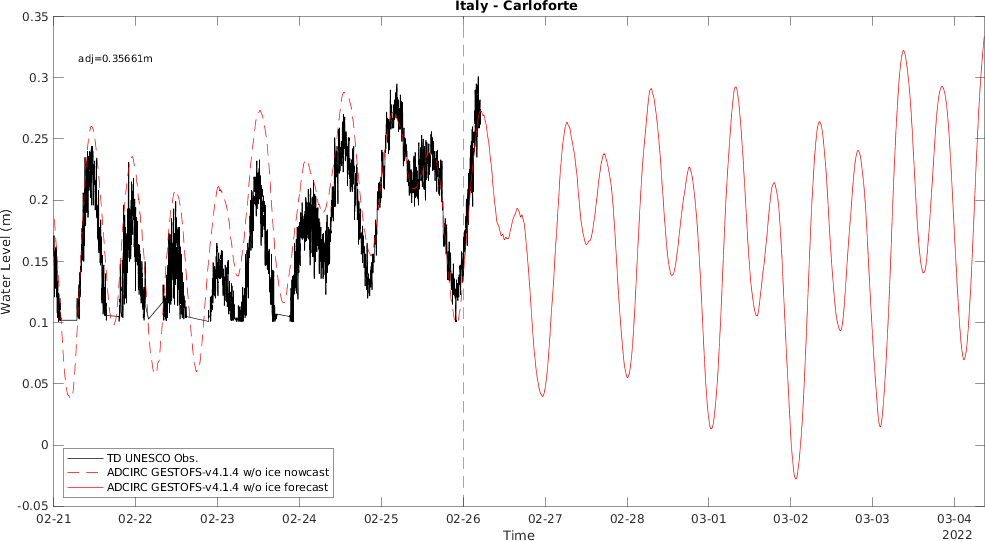 Italy - Carloforte
adj=0.35661m
Water Level (m)
0.35
0.3
0.25
0.2
0.15
0.1
0.05
0
-0.05
TD UNESCO Obs.
ADCIRC GESTOFS-v4.1.4 w/o ice nowcast
ADCIRC GESTOFS-v4.1.4 w/o ice forecast
02-21 02-22 02-23 02-24 02-25 02-26 02-27 02-28 03-01 03-02 03-03 03-04
2022
Time